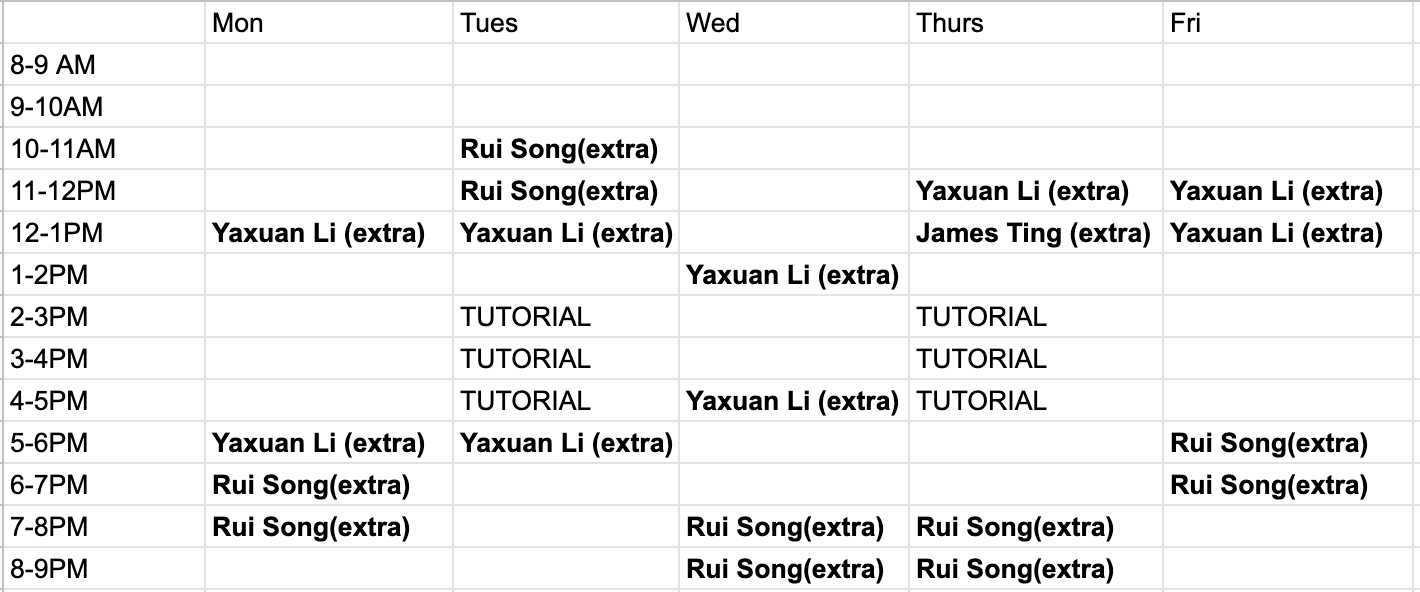 Mon Tues Wed Thurs Fri
8-9 AM
9-10AM
10-11AM Rui Song(extra)
11-12PM Rui Song(extra) Yaxuan Li (extra) Yaxuan Li (extra)
12-1PM Yaxuan Li (extra) Yaxuan Li (extra) James Ting (extra) Yaxuan Li (extra)
1-2PM Yaxuan Li (extra)
2-3PM TUTORIAL TUTORIAL
3-4PM TUTORIAL TUTORIAL
4-5PM TUTORIAL Yaxuan Li (extra) TUTORIAL
5-6PM Yaxuan Li (extra) Yaxuan Li (extra) Rui Song(extra)
6-7PM Rui Song(extra) Rui Song(extra)
7-8PM Rui Song(extra) Rui Song(extra) Rui Song(extra)
8-9PM Rui Song(extra) Rui Song(extra)